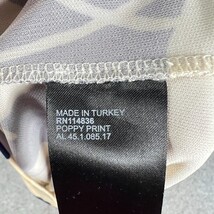 MADE IN TURKEY
RN114836
POPPY PRINT
AL 45.1.085.17